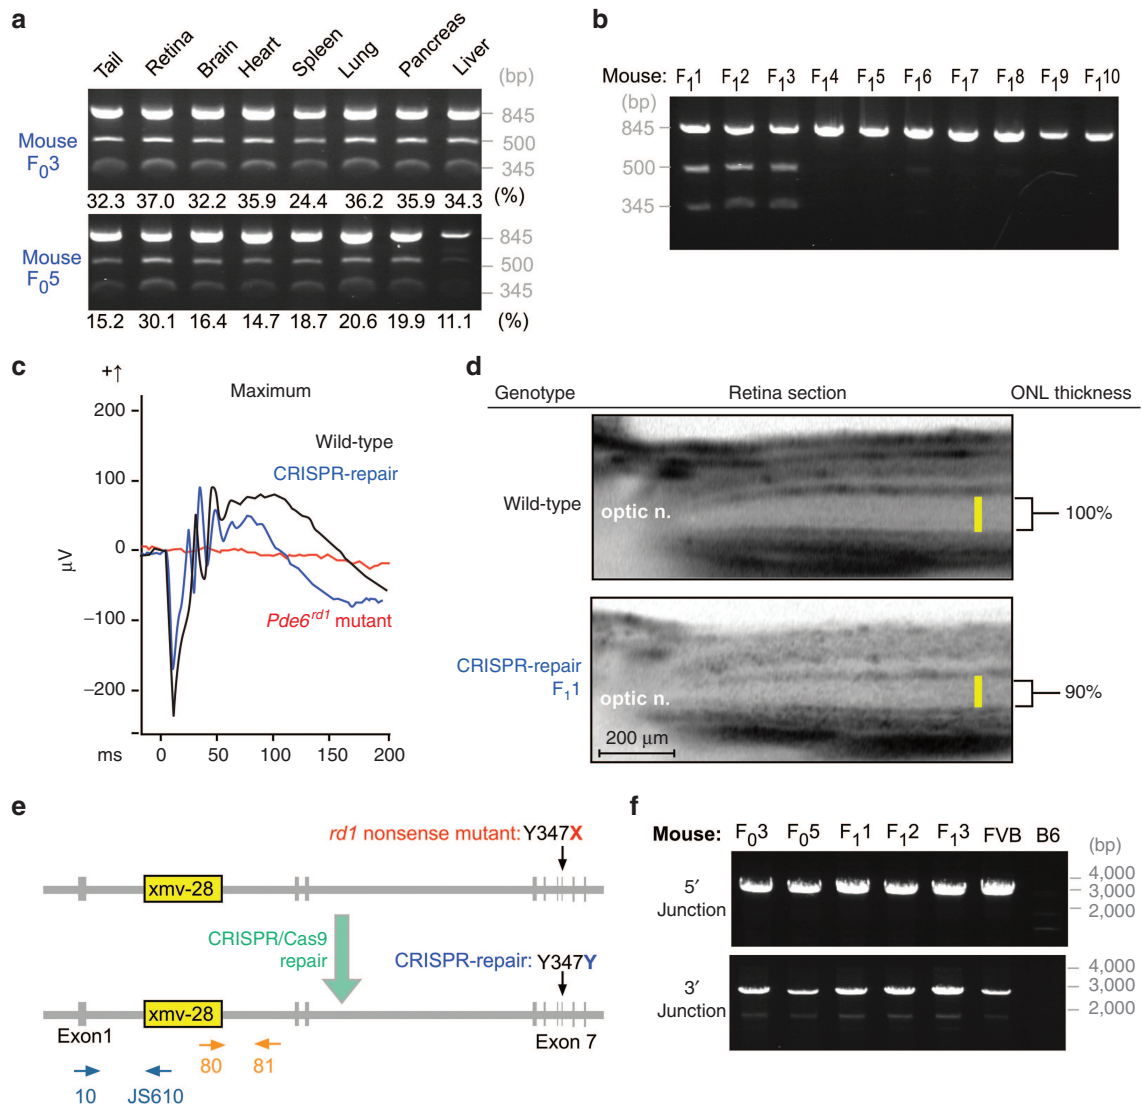 a
Tail Retina Brain Heart Spleen Lung Pancreas Liver
(bp)
Mouse
F₀3
845
500
345
32.3 37.0 32.2 35.9 24.4 36.2 35.9 34.3 (%)
Mouse
F₀5
845
500
345
15.2 30.1 16.4 14.7 18.7 20.6 19.9 11.1 (%)
b
Mouse: F₁1 F₁2 F₁3 F₁4 F₁5 F₁6 F₁7 F₁8 F₁9 F₁10
(bp)
845
500
345
c
+↑
Maximum
200
100
0
−100
−200
μV
Wild-type
CRISPR-repair
Pde6ʳᵈ¹ mutant
ms 0 50 100 150 200
d
Genotype Retina section ONL thickness
Wild-type
optic n.
100%
CRISPR-repair
F₁1
optic n.
90%
200 μm
e
rd1 nonsense mutant: Y347X
xmv-28
CRISPR/Cas9
repair
CRISPR-repair: Y347Y
xmv-28
Exon1
Exon 7
80 81
10 JS610
f
Mouse: F₀3 F₀5 F₁1 F₁2 F₁3 FVB B6
(bp)
5′
Junction
4,000
3,000
2,000
3′
Junction
4,000
3,000
2,000